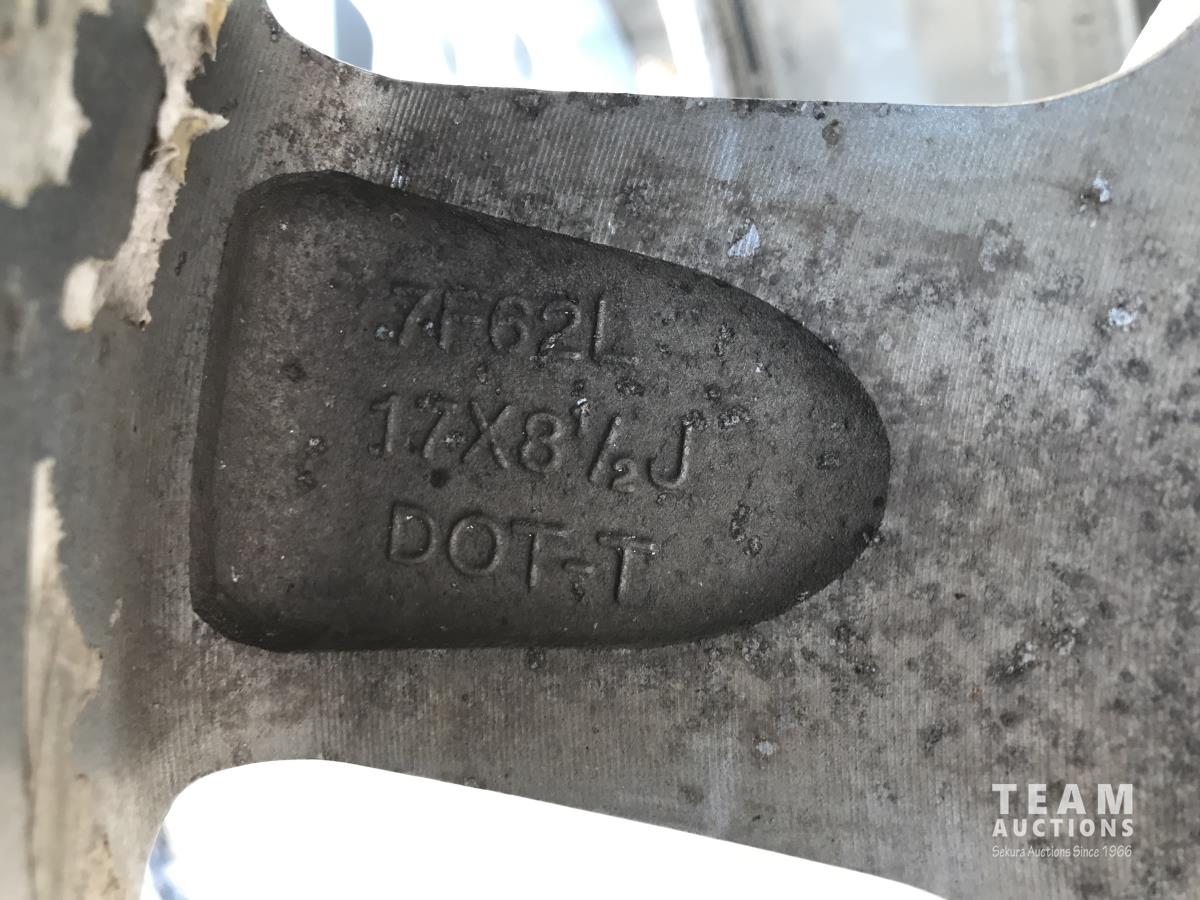 7F62L
17X8½J
DOT-T
TEAM
AUCTIONS
Sekura Auctions Since 1966